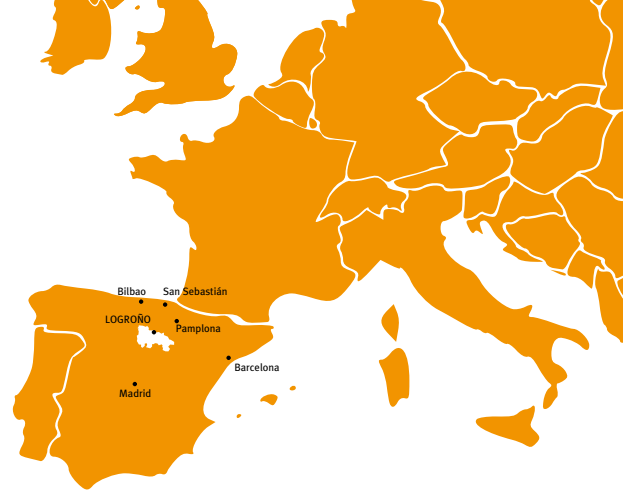 Bilbao
San Sebastián
LOGROÑO
Pamplona
Barcelona
Madrid